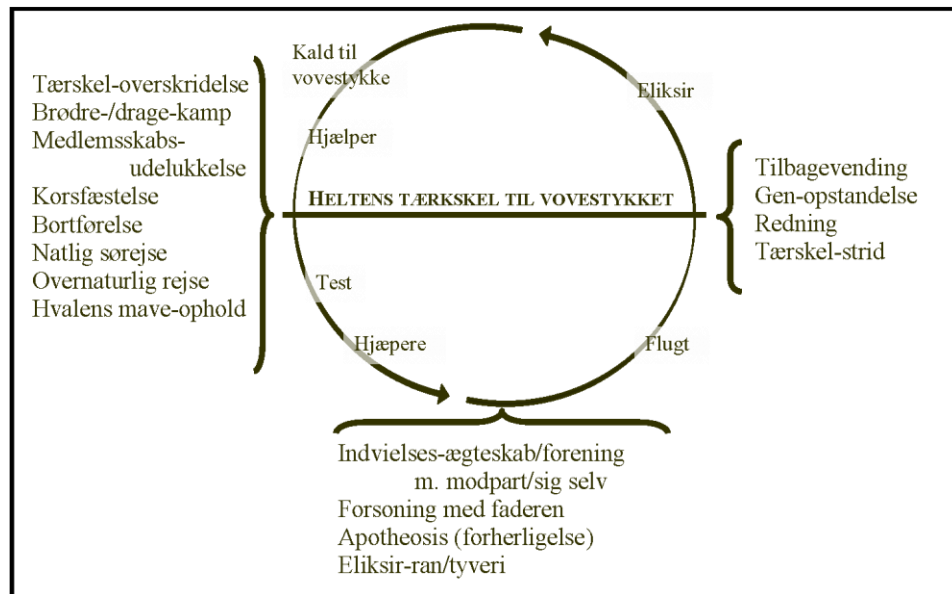 Kald til
vovestykke
Hjælper
Tærskel-overskridelse
Brødre-/drage-kamp
Medlemsskabs-
udelukkelse
Korsfæstelse
Bortførelse
Natlig sørejse
Overnaturlig rejse
Hvalens mave-ophold
HELTENS TÆRKSKEL TIL VOVESTYKKET
Test
Hjæpere
Indvielses-ægteskab/forening
m. modpart/sig selv
Forsoning med faderen
Apotheosis (forherligelse)
Eliksir-ran/tyveri
Flugt
Tilbagevending
Gen-opstandelse
Redning
Tærskel-strid
Eliksir